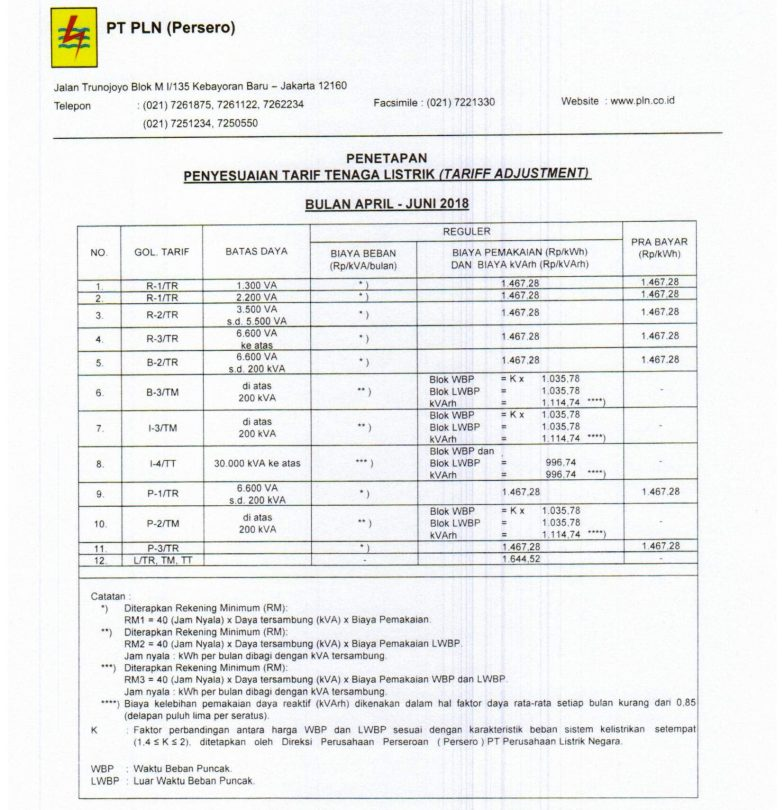 PT PLN (Persero)
Jalan Trunojoyo Blok M I/135 Kebayoran Baru – Jakarta 12160
Telepon : (021) 7261875, 7261122, 7262234 Facsimile : (021) 7221330 Website : www.pln.co.id
(021) 7251234, 7250550
PENETAPAN
PENYESUAIAN TARIF TENAGA LISTRIK (TARIFF ADJUSTMENT)
BULAN APRIL - JUNI 2018
NO. GOL. TARIF BATAS DAYA REGULER PRA BAYAR (Rp/kWh)
BIAYA BEBAN (Rp/kVA/bulan) BIAYA PEMAKAIAN (Rp/kWh) DAN BIAYA kVArh (Rp/kVArh)
1. R-1/TR 1.300 VA *) 1.467,28 1.467,28
2. R-1/TR 2.200 VA *) 1.467,28 1.467,28
3. R-2/TR 3.500 VA s.d. 5.500 VA *) 1.467,28 1.467,28
4. R-3/TR 6.600 VA ke atas *) 1.467,28 1.467,28
5. B-2/TR 6.600 VA s.d. 200 kVA *) 1.467,28 1.467,28
6. B-3/TM di atas 200 kVA **) Blok WBP = K x 1.035,78 -
Blok LWBP = 1.035,78
kVArh = 1.114,74 ****)
7. I-3/TM di atas 200 kVA **) Blok WBP = K x 1.035,78 -
Blok LWBP = 1.035,78
kVArh = 1.114,74 ****)
8. I-4/TT 30.000 kVA ke atas ***) Blok WBP dan -
Blok LWBP = 996,74
kVArh = 996,74 ****)
9. P-1/TR 6.600 VA s.d. 200 kVA *) 1.467,28 1.467,28
10. P-2/TM di atas 200 kVA **) Blok WBP = K x 1.035,78 -
Blok LWBP = 1.035,78
kVArh = 1.114,74 ****)
11. P-3/TR *) 1.467,28 1.467,28
12. L/TR, TM, TT - 1.644,52 -
Catatan :
*) Diterapkan Rekening Minimum (RM):
RM1 = 40 (Jam Nyala) x Daya tersambung (kVA) x Biaya Pemakaian.
**) Diterapkan Rekening Minimum (RM):
RM2 = 40 (Jam Nyala) x Daya tersambung (kVA) x Biaya Pemakaian LWBP.
Jam nyala : kWh per bulan dibagi dengan kVA tersambung.
***) Diterapkan Rekening Minimum (RM):
RM3 = 40 (Jam Nyala) x Daya tersambung (kVA) x Biaya Pemakaian WBP dan LWBP.
Jam nyala : kWh per bulan dibagi dengan kVA tersambung.
****) Biaya kelebihan pemakaian daya reaktif (kVArh) dikenakan dalam hal faktor daya rata-rata setiap bulan kurang dari 0,85
(delapan puluh lima per seratus).
K : Faktor perbandingan antara harga WBP dan LWBP sesuai dengan karakteristik beban sistem kelistrikan setempat
(1,4 ≤ K ≤ 2), ditetapkan oleh Direksi Perusahaan Perseroan ( Persero ) PT Perusahaan Listrik Negara.
WBP : Waktu Beban Puncak.
LWBP : Luar Waktu Beban Puncak.